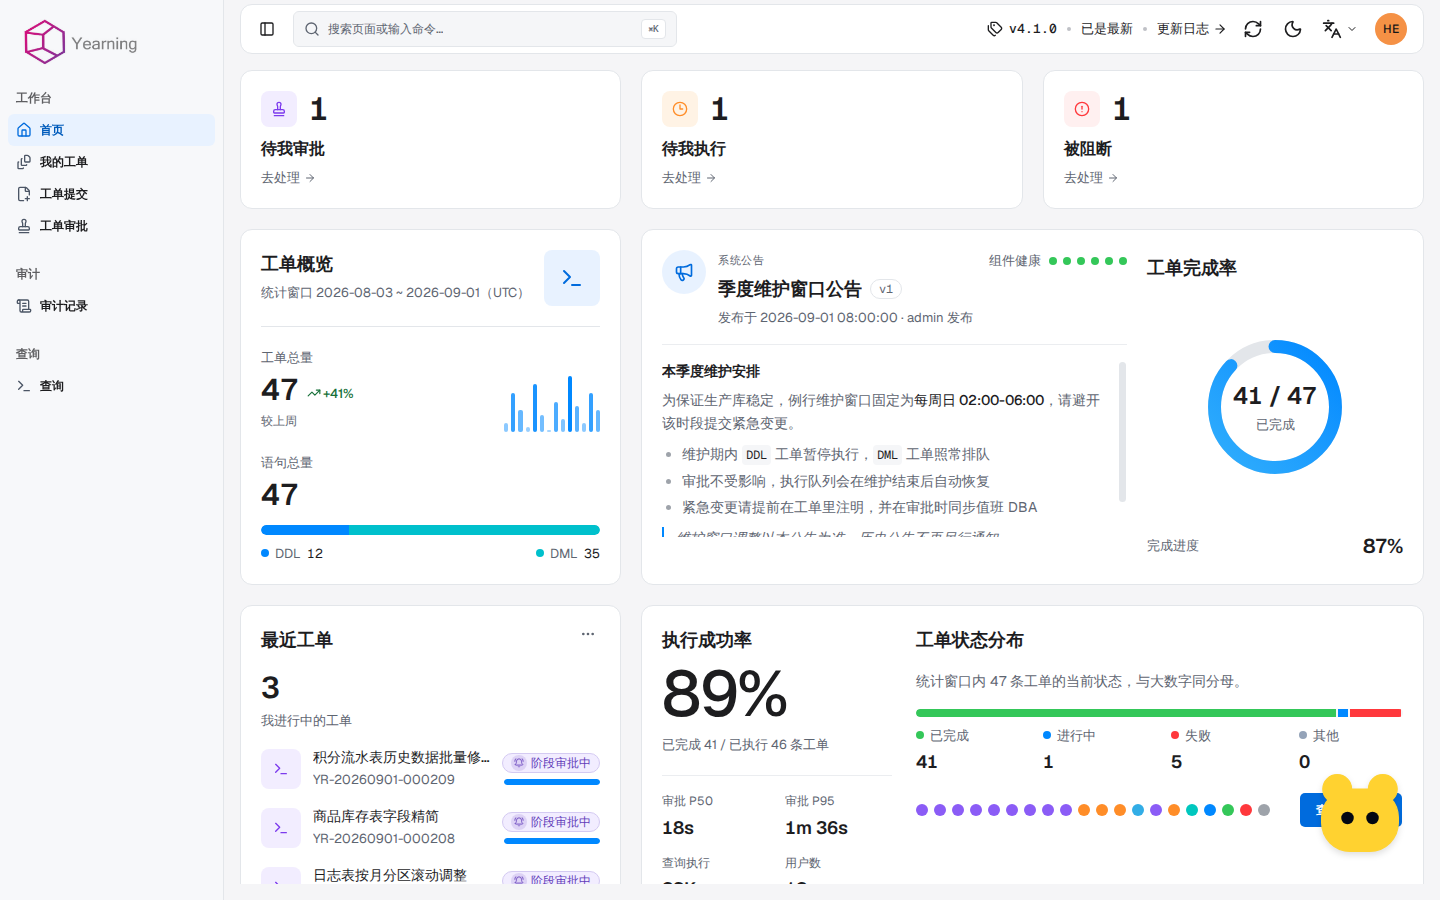 Yearning
工作台
首页
我的工单
工单提交
工单审批
审计
审计记录
查询
查询
搜索页面或输入命令...
⌘K
v4.1.0
已是最新
更新日志
HE
1
待我审批
去处理
1
待我执行
去处理
1
被阻断
去处理
工单概览
统计窗口 2026-08-03 ~ 2026-09-01（UTC）
工单总量
47
+41%
较上周
语句总量
47
DDL 12
DML 35
系统公告
组件健康
季度维护窗口公告 v1
发布于 2026-09-01 08:00:00 · admin 发布
本季度维护安排
为保证生产库稳定，例行维护窗口固定为每周日 02:00-06:00，请避开
该时段提交紧急变更。
维护期内 DDL 工单暂停执行，DML 工单照常排队
审批不受影响，执行队列会在维护结束后自动恢复
紧急变更请提前在工单里注明，并在审批时同步值班 DBA
工单完成率
41 / 47
已完成
完成进度
87%
最近工单
3
我进行中的工单
积分流水表历史数据批量修...
YR-20260901-000209
阶段审批中
商品库存表字段精简
YR-20260901-000208
阶段审批中
日志表按月分区滚动调整
阶段审批中
执行成功率
89%
已完成 41 / 已执行 46 条工单
审批 P50
18s
审批 P95
1m 36s
查询执行
用户数
工单状态分布
统计窗口内 47 条工单的当前状态，与大数字同分母。
已完成
41
进行中
1
失败
5
其他
0